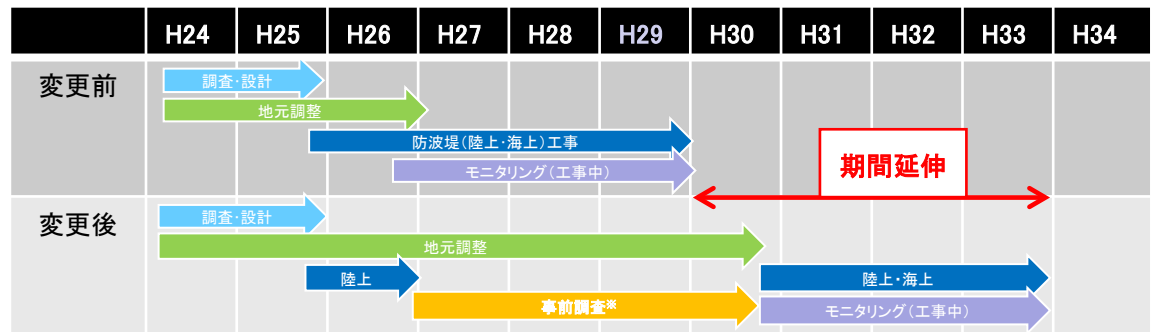 H24 H25 H26 H27 H28 H29 H30 H31 H32 H33 H34
変更前
調査・設計
地元調整
防波堤(陸上・海上)工事
モニタリング(工事中)
期間延伸
変更後
調査・設計
地元調整
陸上
陸上・海上
事前調査※
モニタリング(工事中)